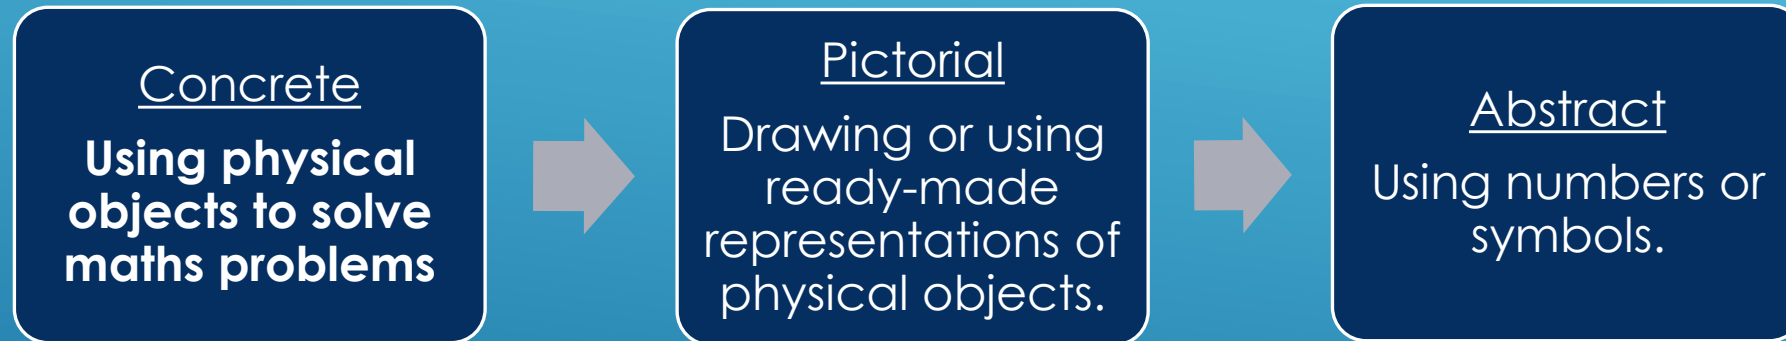 Concrete
Using physical
objects to solve
maths problems
Pictorial
Drawing or using
ready-made
representations of
physical objects.
Abstract
Using numbers or
symbols.